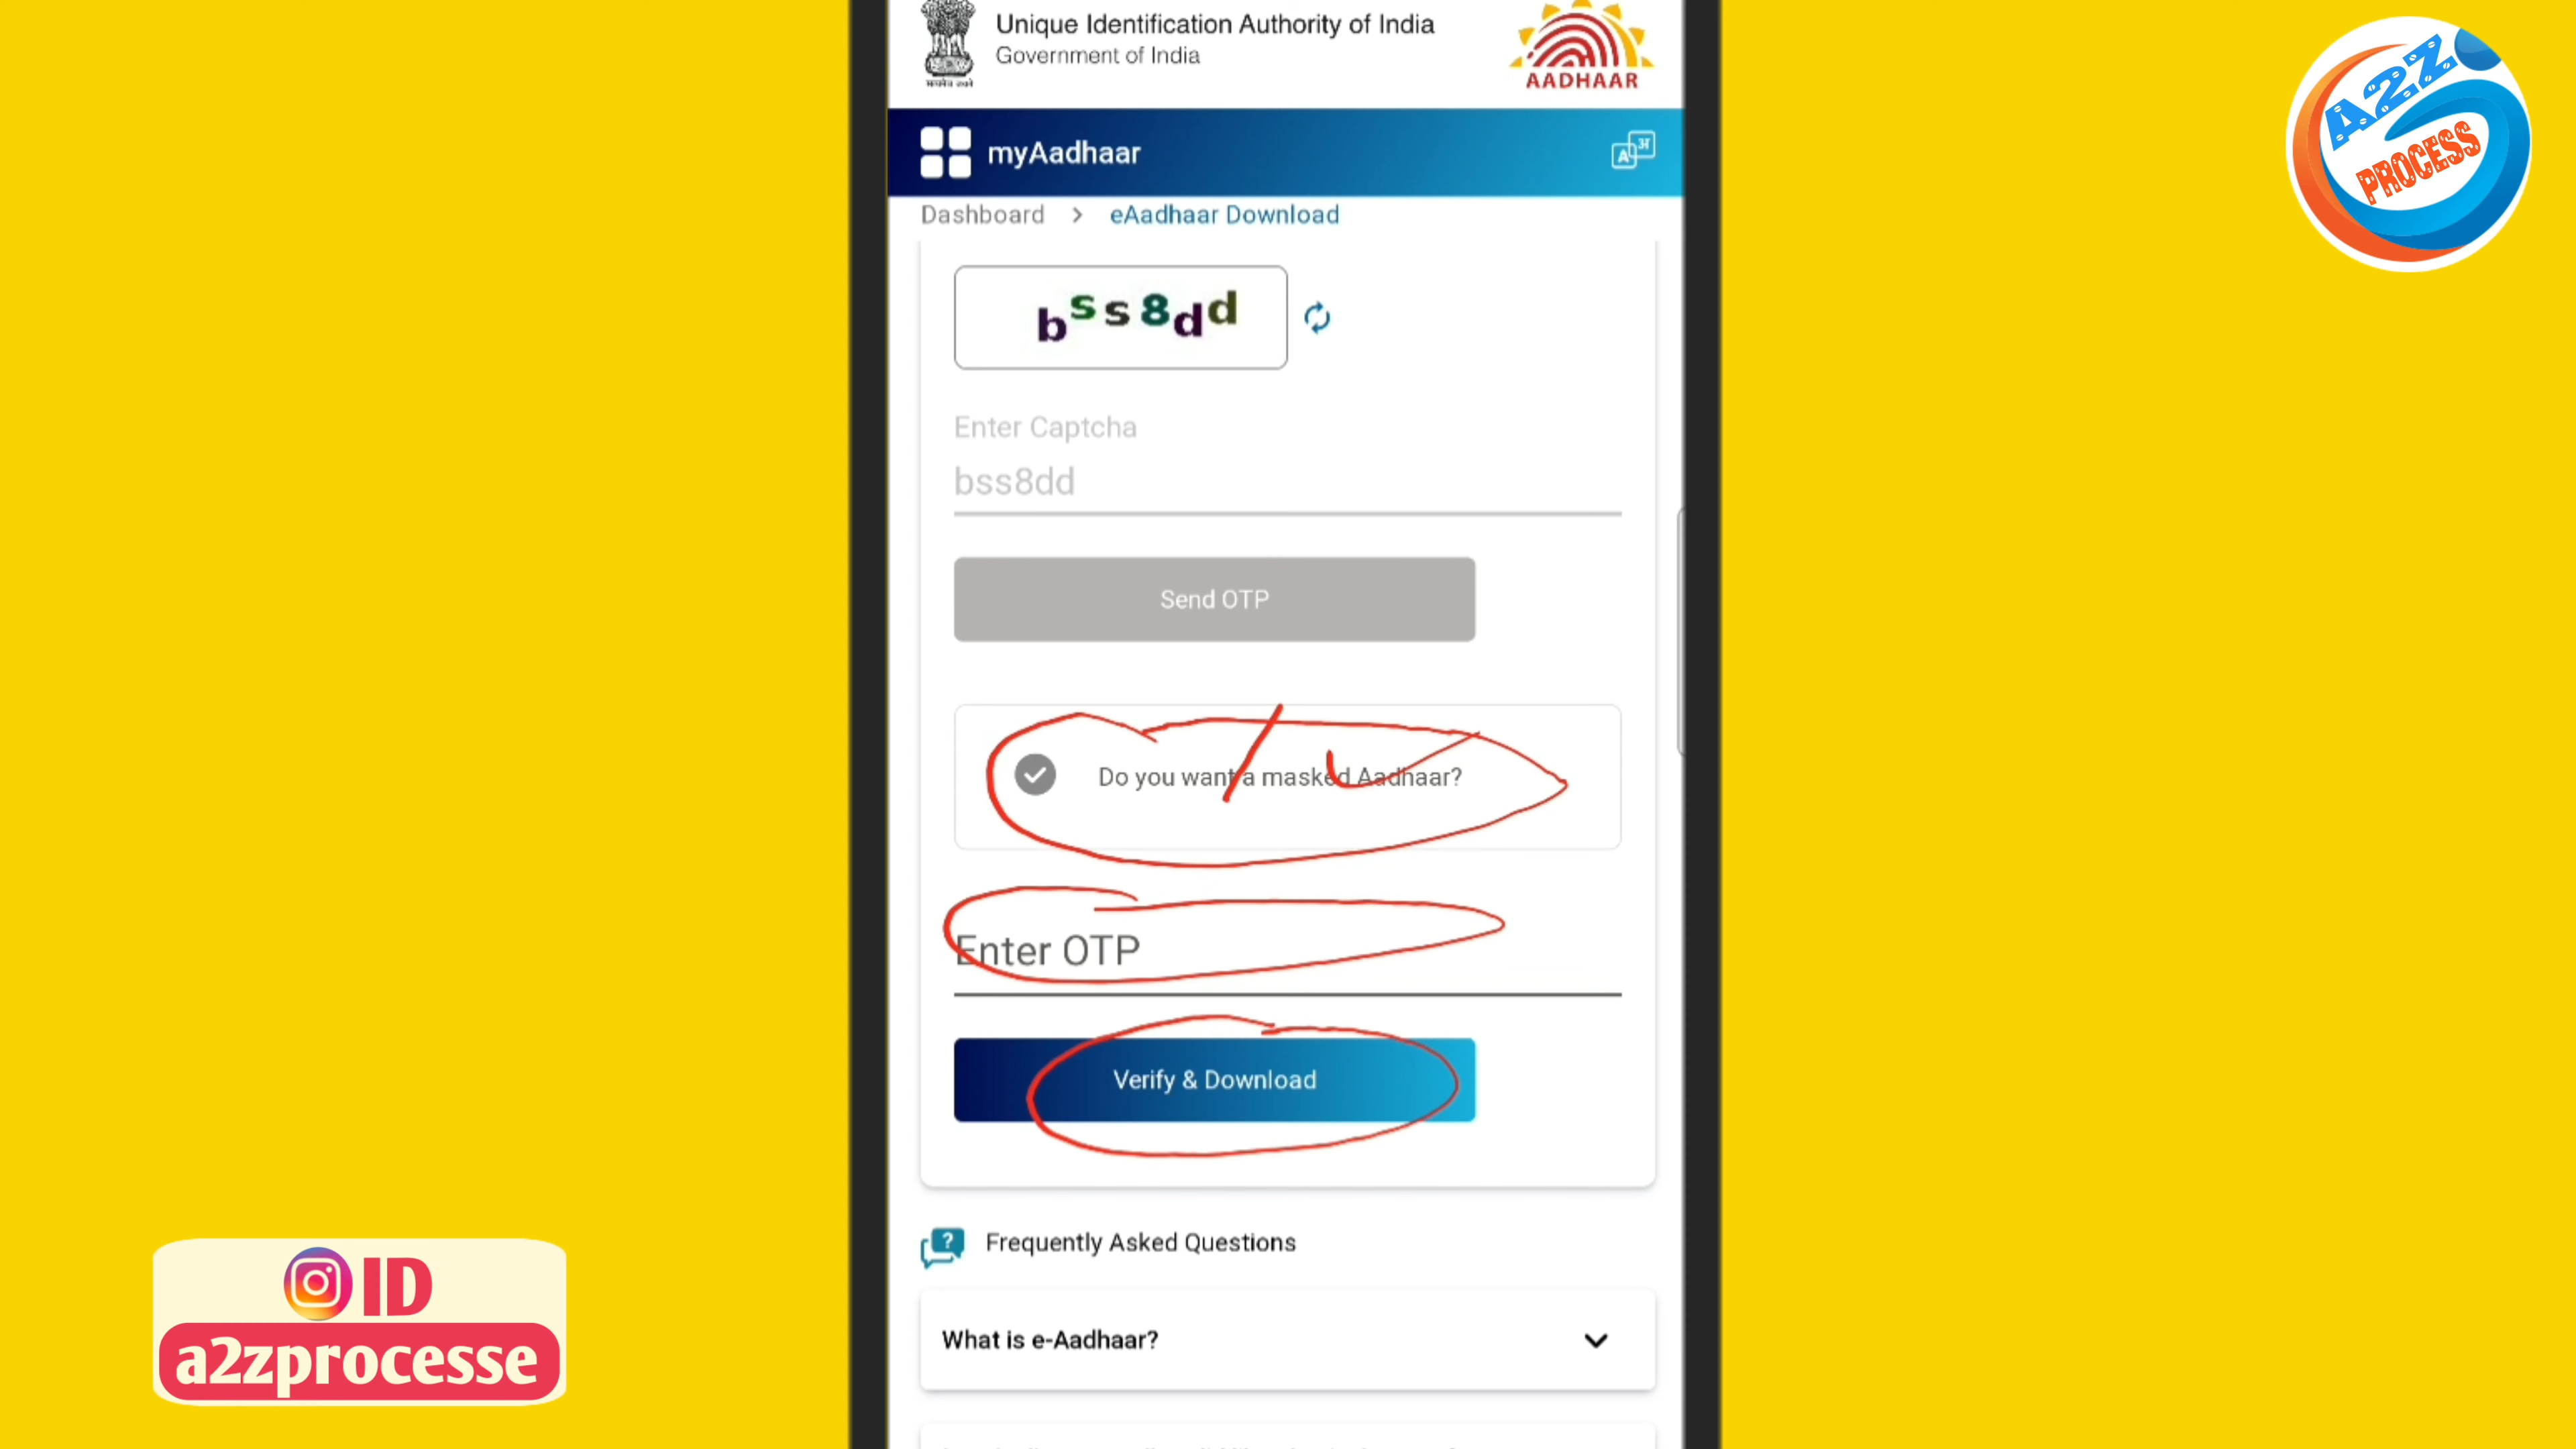 Unique Identification Authority of India
Government of India
AADHAAR
myAadhaar
A अ
Dashboard > eAadhaar Download
bss8dd
Enter Captcha
bss8dd
Send OTP
Do you want a masked Aadhaar?
Enter OTP
Verify & Download
Frequently Asked Questions
What is e-Aadhaar?
A2Z
PROCESS
ID
a2zprocesse